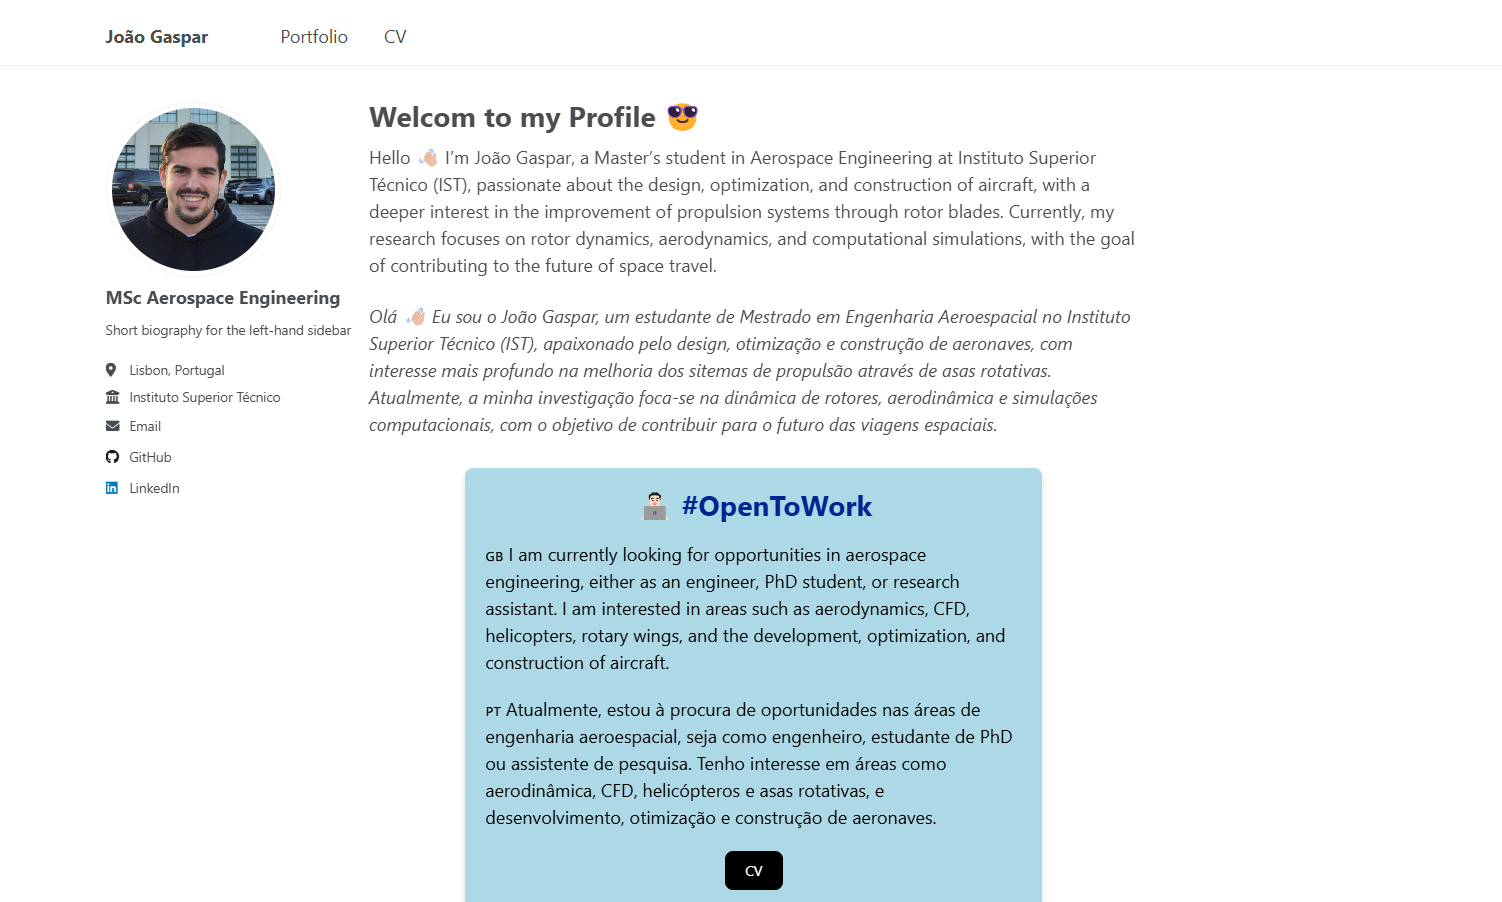 João Gaspar
Portfolio
CV
MSc Aerospace Engineering
Short biography for the left-hand sidebar
Lisbon, Portugal
Instituto Superior Técnico
Email
GitHub
LinkedIn
Welcom to my Profile 😎
Hello 👋🏻 I’m João Gaspar, a Master’s student in Aerospace Engineering at Instituto Superior
Técnico (IST), passionate about the design, optimization, and construction of aircraft, with a
deeper interest in the improvement of propulsion systems through rotor blades. Currently, my
research focuses on rotor dynamics, aerodynamics, and computational simulations, with the goal
of contributing to the future of space travel.
Olá 👋🏻 Eu sou o João Gaspar, um estudante de Mestrado em Engenharia Aeroespacial no Instituto
Superior Técnico (IST), apaixonado pelo design, otimização e construção de aeronaves, com
interesse mais profundo na melhoria dos sitemas de propulsão através de asas rotativas.
Atualmente, a minha investigação foca-se na dinâmica de rotores, aerodinâmica e simulações
computacionais, com o objetivo de contribuir para o futuro das viagens espaciais.
👨🏻‍💻 #OpenToWork
GB I am currently looking for opportunities in aerospace
engineering, either as an engineer, PhD student, or research
assistant. I am interested in areas such as aerodynamics, CFD,
helicopters, rotary wings, and the development, optimization, and
construction of aircraft.
PT Atualmente, estou à procura de oportunidades nas áreas de
engenharia aeroespacial, seja como engenheiro, estudante de PhD
ou assistente de pesquisa. Tenho interesse em áreas como
aerodinâmica, CFD, helicópteros e asas rotativas, e
desenvolvimento, otimização e construção de aeronaves.
CV